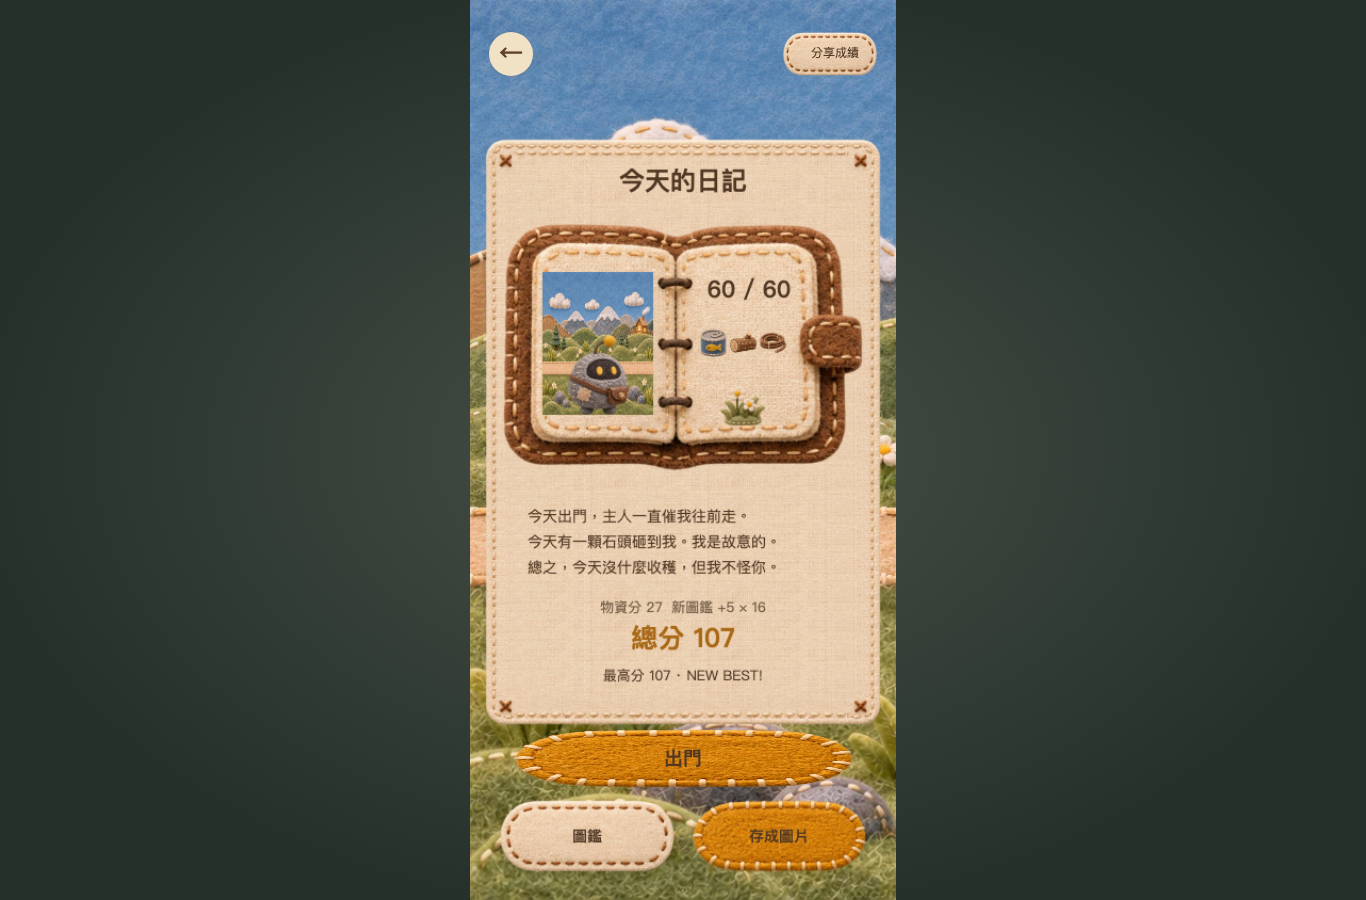 分享成績
今天的日記
60 / 60
今天出門，主人一直催我往前走。
今天有一顆石頭砸到我。我是故意的。
總之，今天沒什麼收穫，但我不怪你。
物資分 27 新圖鑑 +5 × 16
總分 107
最高分 107 · NEW BEST!
出門
圖鑑
存成圖片